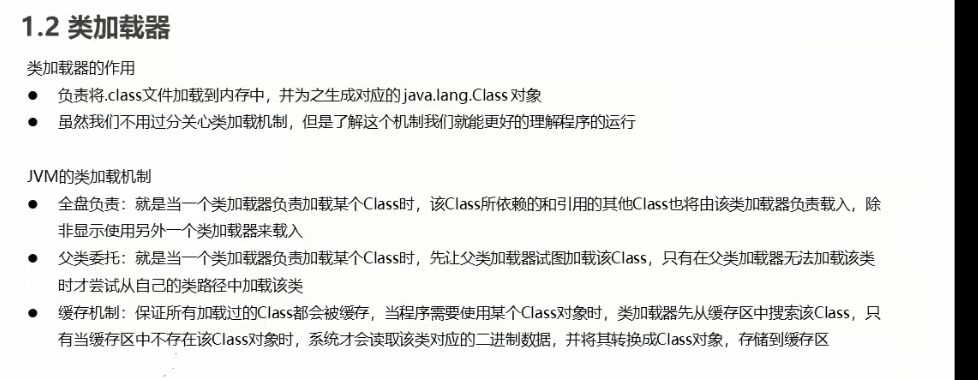 1.2 类加载器
类加载器的作用
● 负责将.class文件加载到内存中，并为之生成对应的 java.lang.Class 对象
● 虽然我们不用过分关心类加载机制，但是了解这个机制我们就能更好的理解程序的运行
JVM的类加载机制
● 全盘负责：就是当一个类加载器负责加载某个Class时，该Class所依赖的和引用的其他Class也将由该类加载器负责载入，除
非显示使用另外一个类加载器来载入
● 父类委托：就是当一个类加载器负责加载某个Class时，先让父类加载器试图加载该Class，只有在父类加载器无法加载该类
时才尝试从自己的类路径中加载该类
● 缓存机制：保证所有加载过的Class都会被缓存，当程序需要使用某个Class对象时，类加载器先从缓存区中搜索该Class，只
有当缓存区中不存在该Class对象时，系统才会读取该类对应的二进制数据，并将其转换成Class对象，存储到缓存区